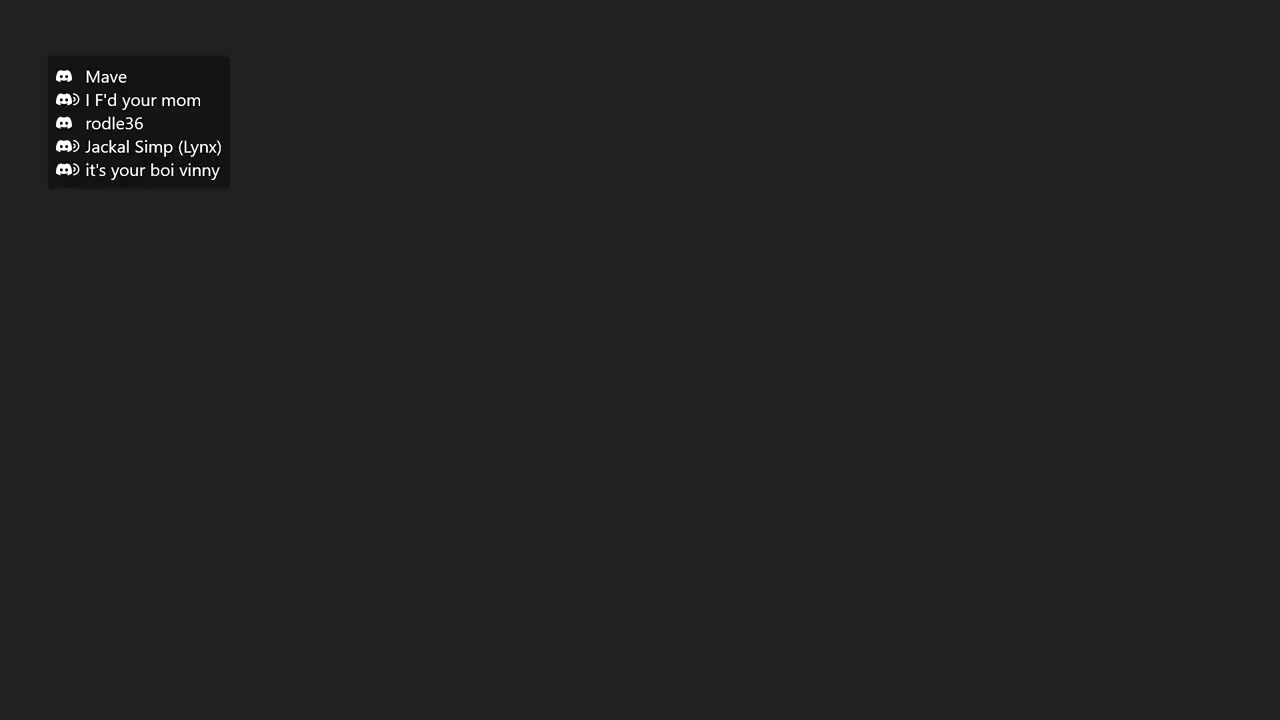 Mave
I F'd your mom
rodle36
Jackal Simp (Lynx)
it's your boi vinny